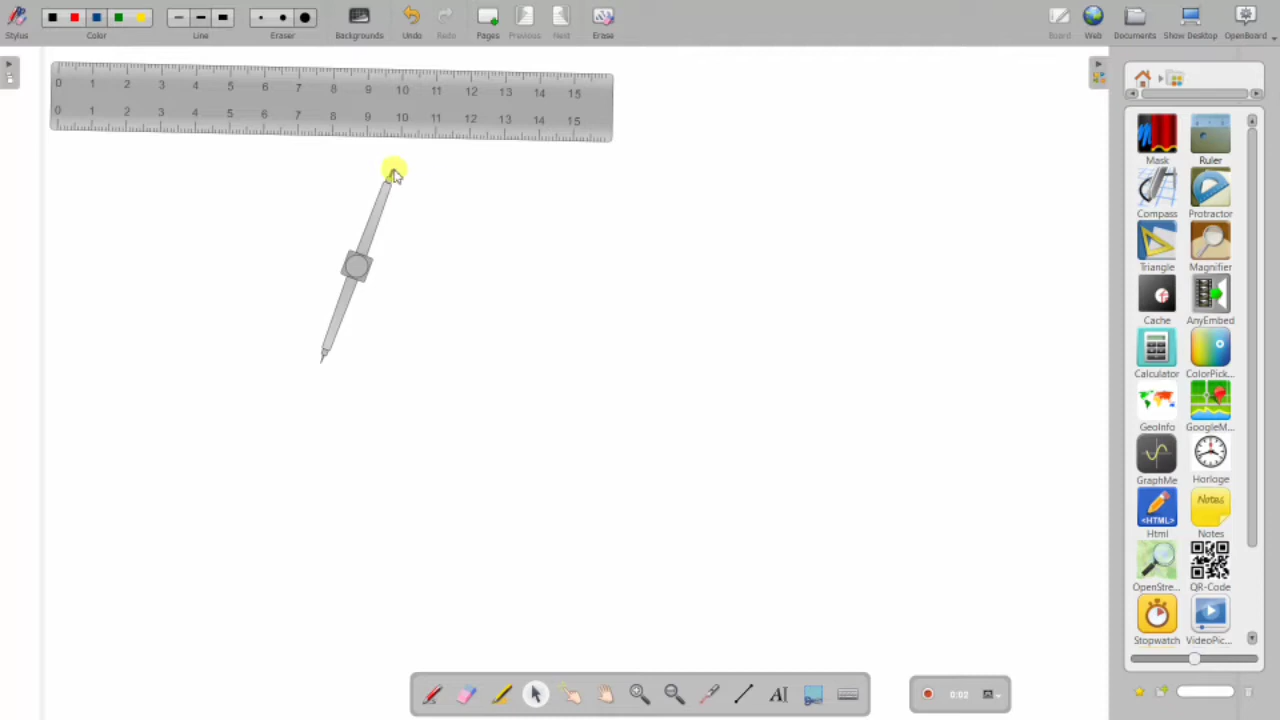 Stylus Color Line Eraser Backgrounds Undo Redo Pages Previous Next Erase Board Web Documents Show Desktop OpenBoard
0 1 2 3 4 5 6 7 8 9 10 11 12 13 14 15
0 1 2 3 4 5 6 7 8 9 10 11 12 13 14 15
Mask Ruler
Compass Protractor
Triangle Magnifier
Cache AnyEmbed
Calculator ColorPick...
GeoInfo GoogleM...
GraphMe Horloge
<HTML> Notes
Html Notes
OpenStre... QR-Code
Stopwatch VideoPic...
AI
0:02